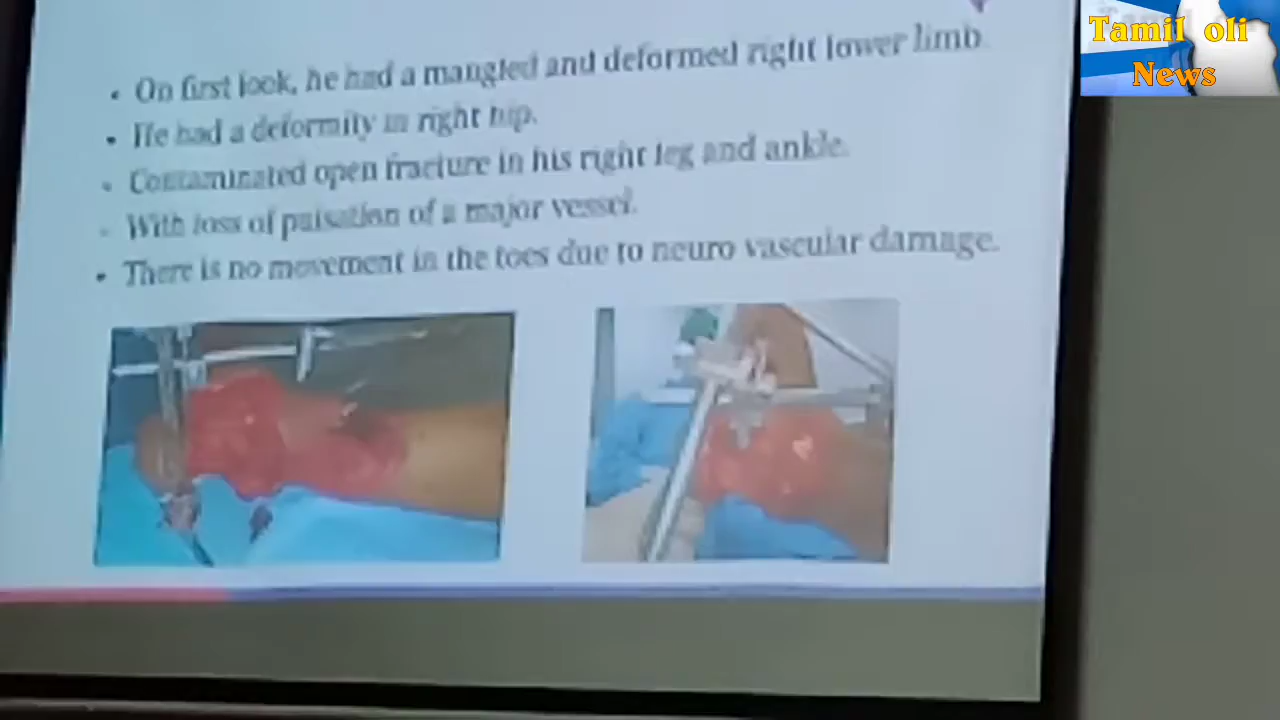 Tamil oli
News
• On first look, he had a mangled and deformed right lower limb
• He had a deformity in right hip.
• Contaminated open fracture in his right leg and ankle.
• With loss of pulsation of a major vessel.
• There is no movement in the toes due to neuro vascular damage.